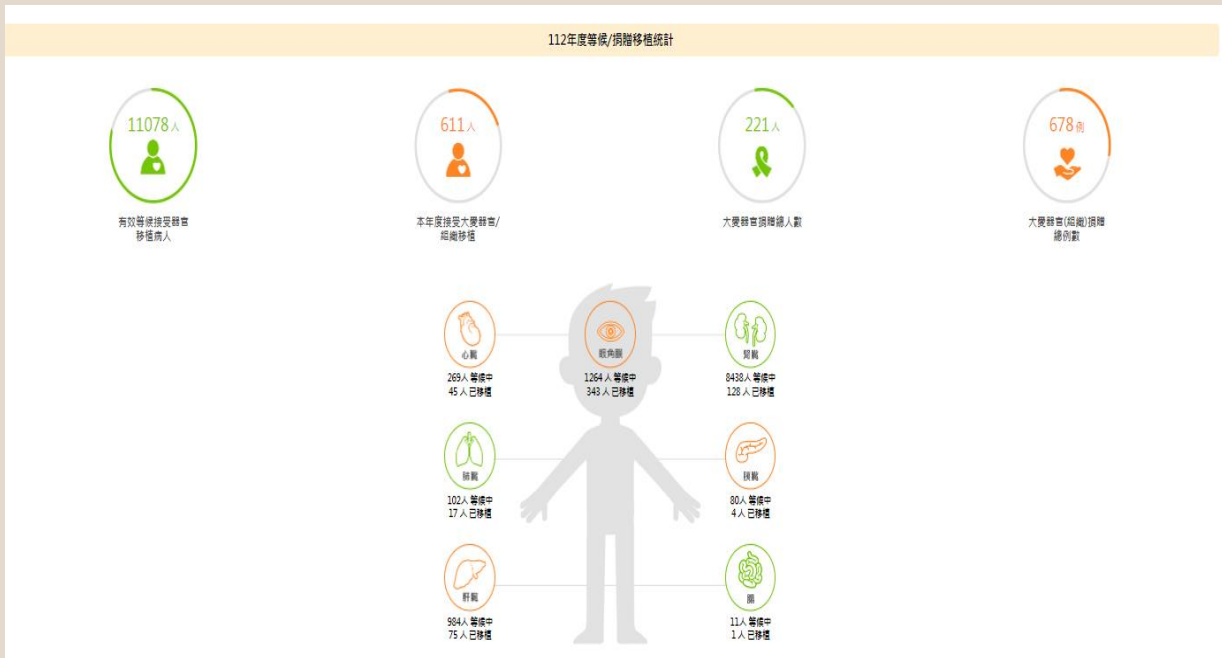 112年度等候/捐贈移植統計
11078人
611人
221人
678例
有效等候接受器官
移植病人
本年度接受大愛器官/
組織移植
大愛器官捐贈總人數
大愛器官(組織)捐贈
總例數
心臟
269人 等候中
45 人 已移植
眼角膜
1264 人 等候中
343 人 已移植
腎臟
8438人 等候中
128 人 已移植
肺臟
102人 等候中
17 人 已移植
胰臟
80人 等候中
4 人 已移植
肝臟
984人 等候中
75 人 已移植
腸
11人 等候中
1 人 已移植